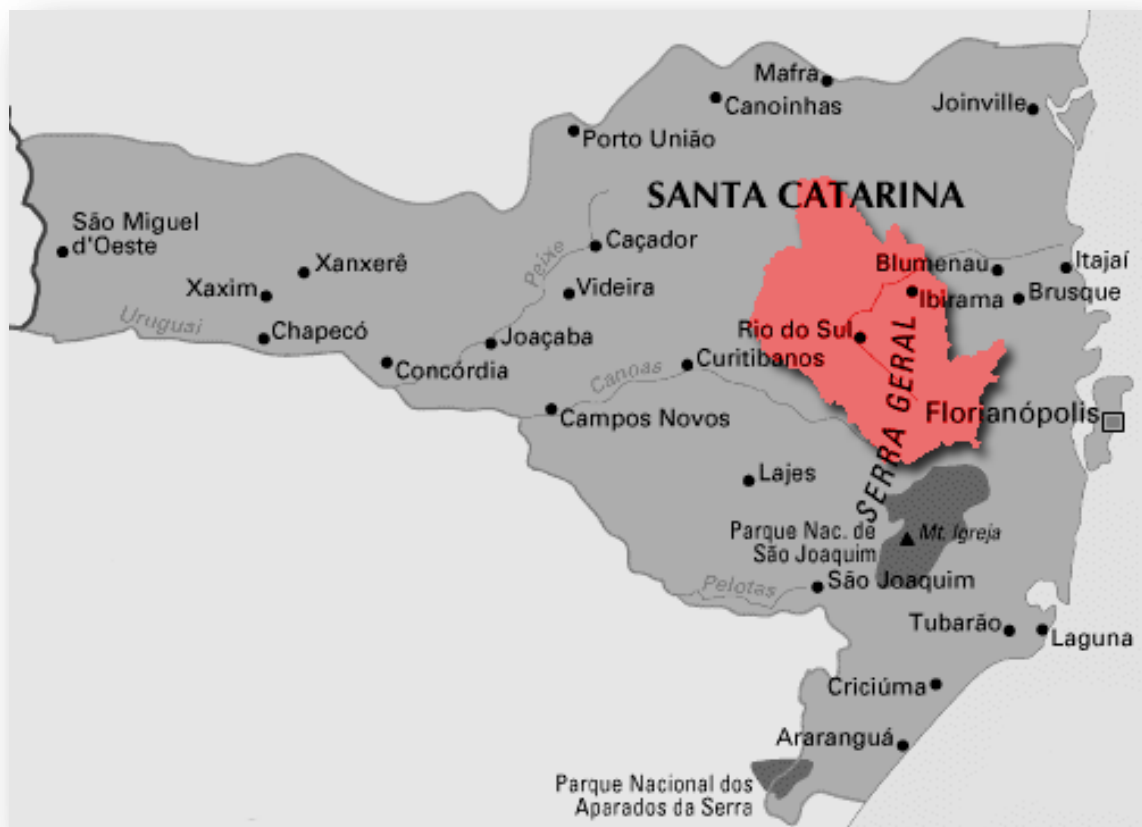 Mafra
Canoinhas
Joinville
Porto União
SANTA CATARINA
São Miguel
d'Oeste
Peixe
Caçador
Xanxerê
Blumenau
Itajaí
Xaxim
Videira
Ibirama
Brusque
Uruguai
Chapecó
Joaçaba
Rio do Sul
Concórdia
Curitibanos
Canoas
Campos Novos
SERRA GERAL
Florianópolis
Lajes
Parque Nac. de
São Joaquim
Mt. Igreja
Pelotas
São Joaquim
Tubarão
Laguna
Criciúma
Araranguá
Parque Nacional dos
Aparados da Serra